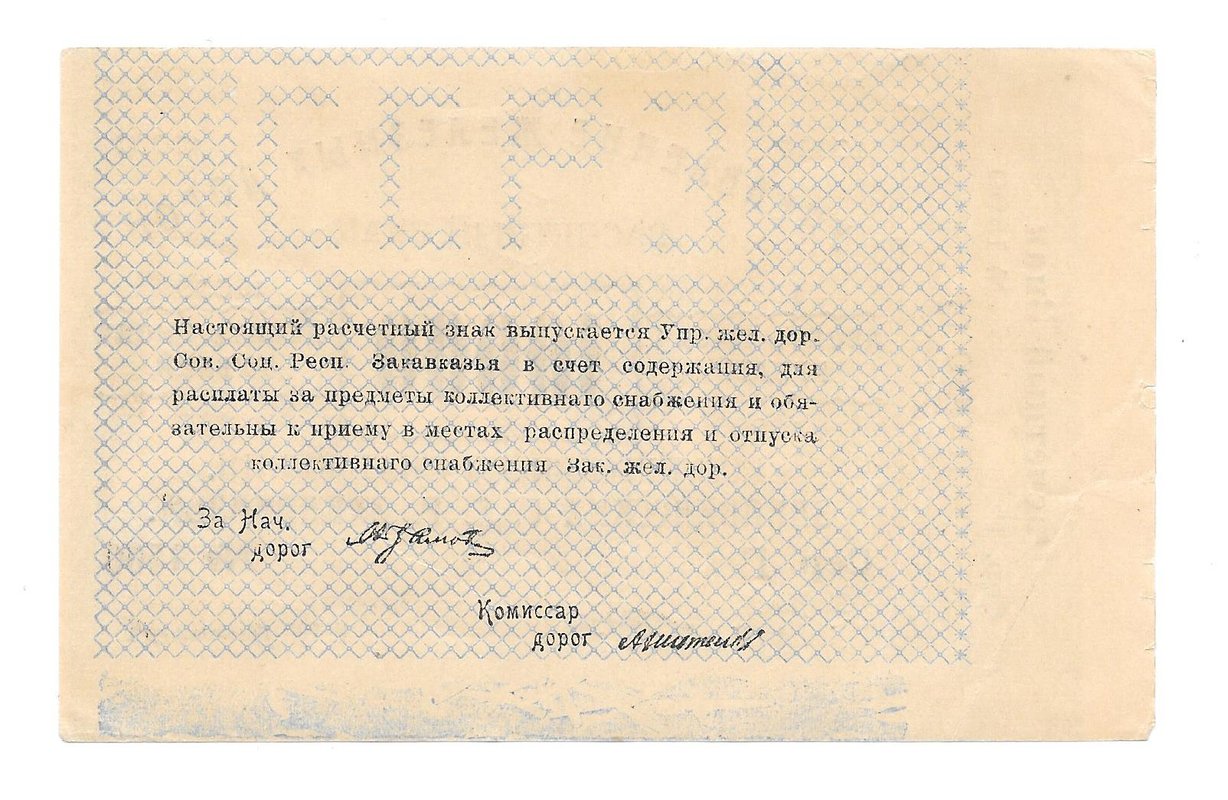 ССРЗ
Настоящий расчетный знак выпускается Упр. жел. дор.
Сов. Соц. Респ. Закавказья в счет содержания, для
расплаты за предметы коллективнаго снабжения и обя-
зательны к приему в местах распределения и отпуска
коллективнаго снабжения Зак. жел. дор.
За Нач.
дорог
Комиссар
дорог